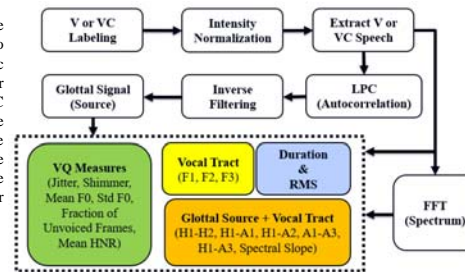 e
o
c
r
C
e
e
e
e
r
V or VC
Labeling
Intensity
Normalization
Extract V or
VC Speech
Glottal Signal
(Source)
Inverse
Filtering
LPC
(Autocorrelation)
VQ Measures
(Jitter, Shimmer,
Mean F0, Std F0,
Fraction of
Unvoiced Frames,
Mean HNR)
Vocal Tract
(F1, F2, F3)
Duration
&
RMS
Glottal Source + Vocal Tract
(H1-H2, H1-A1, H1-A2, A1-A3,
H1-A3, Spectral Slope)
FFT
(Spectrum)